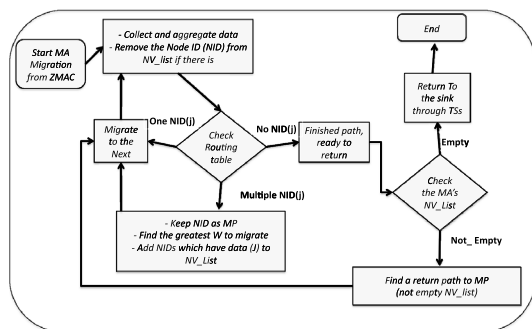 Start MA
Migration
from ZMAC
- Collect and aggregate data
- Remove the Node ID (NID) from
NV_list if there is
End
Return To
the sink
through TSs
Migrate
to the
Next
One NID(j)
Check
Routing
table
No NID(j)
Finished path,
ready to
return
Empty
Check
the MA's
NV_List
Multiple NID(j)
- Keep NID as MP
- Find the greatest W to migrate
- Add NIDs which have data (J) to
NV_List
Not_ Empty
Find a return path to MP
(not empty NV_list)